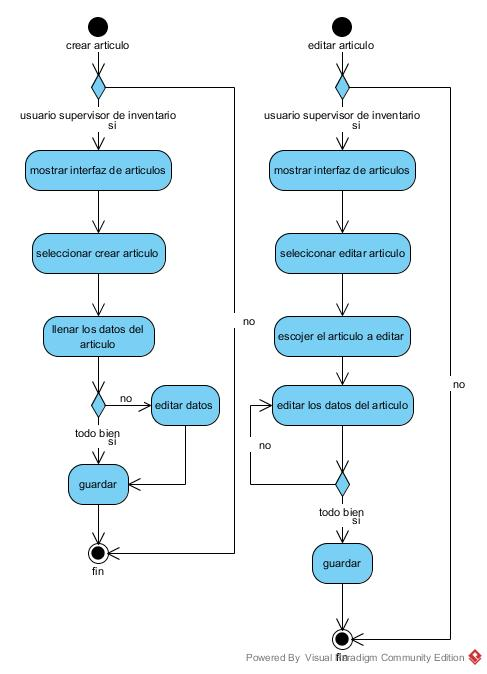 crear articulo
usuario supervisor de inventario
si
mostrar interfaz de articulos
seleccionar crear articulo
llenar los datos del
articulo
no
editar datos
todo bien
si
guardar
no
fin
editar articulo
usuario supervisor de inventario
si
mostrar interfaz de articulos
seleciconar editar articulo
escojer el articulo a editar
editar los datos del articulo
no
no
todo bien
si
guardar
fin
Powered By Visual Paradigm Community Edition